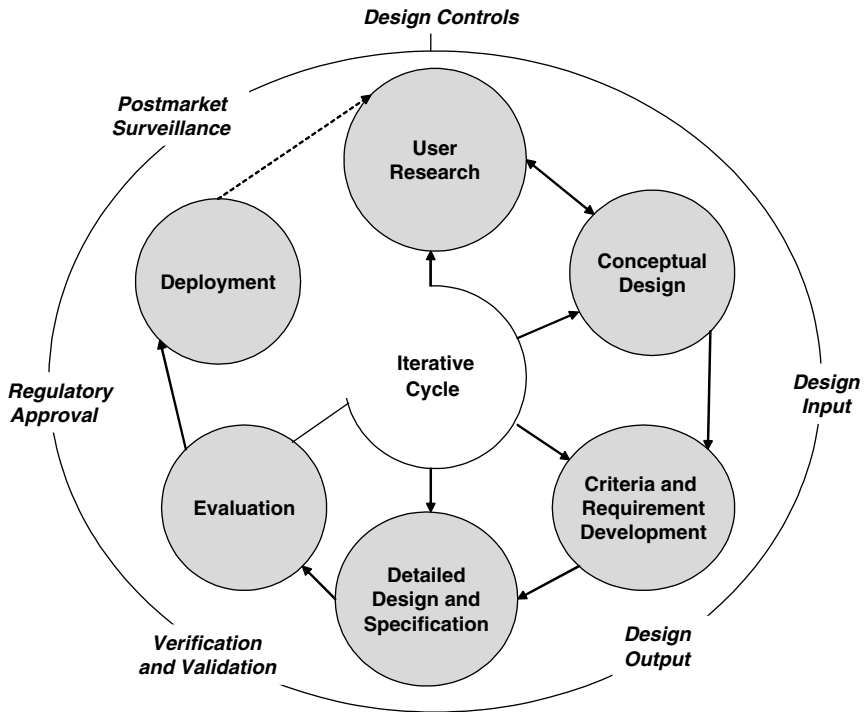 Design Controls
Postmarket
Surveillance
User
Research
Conceptual
Design
Deployment
Iterative
Cycle
Regulatory
Approval
Design
Input
Evaluation
Criteria and
Requirement
Development
Detailed
Design and
Specification
Verification
and Validation
Design
Output